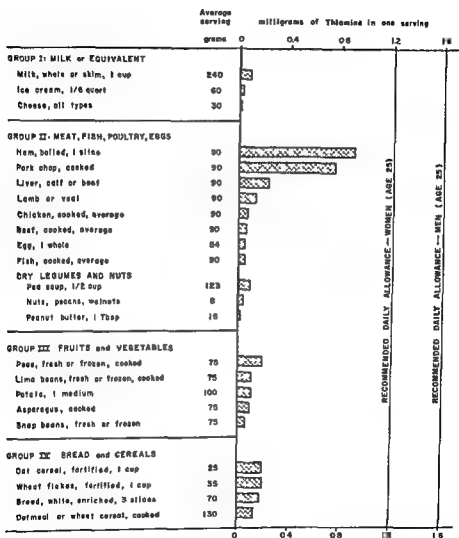 Average serving grams
milligrams of Thiamine in one serving
0 0.4 0.8 1.2 1.6
GROUP I: MILK or EQUIVALENT
Milk, whole or skim, 1 cup 240
Ice cream, 1/6 quart 60
Cheese, all types 30
GROUP II: MEAT, FISH, POULTRY, EGGS
Ham, boiled, 1 slice 90
Pork chop, cooked 90
Liver, calf or beef 90
Lamb or veal 90
Chicken, cooked, average 90
Beef, cooked, average 90
Egg, 1 whole 54
Fish, cooked, average 90
DRY LEGUMES AND NUTS
Pea soup, 1/2 cup 123
Nuts, pecans, walnuts 8
Peanut butter, 1 Tbsp 16
GROUP III FRUITS and VEGETABLES
Peas, fresh or frozen, cooked 75
Lima beans, fresh or frozen, cooked 75
Potato, 1 medium 100
Asparagus, cooked 75
Snap beans, fresh or frozen 75
GROUP IV BREAD and CEREALS
Oat cereal, fortified, 1 cup 25
Wheat flakes, fortified, 1 cup 35
Bread, white, enriched, 3 slices 70
Oatmeal or wheat cereal, cooked 130
0 0.4 0.8 1.6
RECOMMENDED DAILY ALLOWANCE—WOMEN (AGE 25)
RECOMMENDED DAILY ALLOWANCE—MEN (AGE 25)